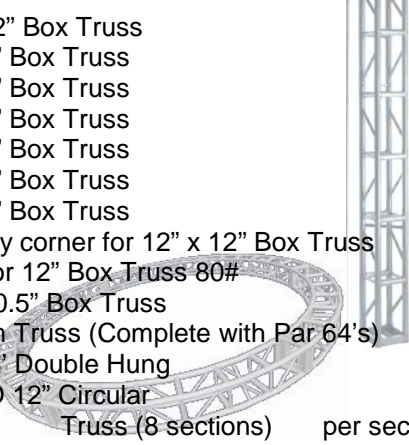 2” Box Truss
” Box Truss
” Box Truss
” Box Truss
” Box Truss
” Box Truss
” Box Truss
y corner for 12” x 12” Box Truss
or 12” Box Truss 80#
0.5” Box Truss
n Truss (Complete with Par 64’s)
’ Double Hung
12” Circular
Truss (8 sections) per sec